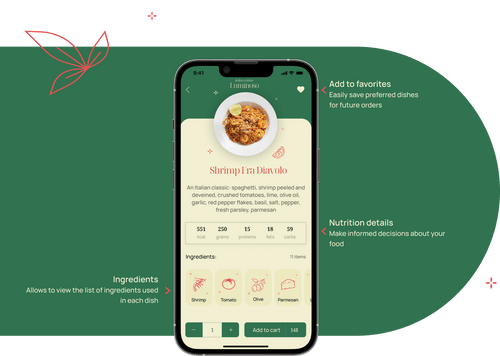 9:41
Luminoso
Add to favorites
Easily save preferred dishes
for future orders
Shrimp Fra Diavolo
An Italian classic: spaghetti, shrimp peeled and
deveined, crushed tomatoes, lime, olive oil,
garlic, red pepper flakes, basil, salt, pepper,
fresh parsley, parmesan
551 250 15 18 59
kcal grams proteins fats carbs
Nutrition details
Make informed decisions about your
food
Ingredients: 11 items
Shrimp Tomato Olive Parmesan
Ingredients
Allows to view the list of ingredients used
in each dish
− 1 + Add to cart 14$